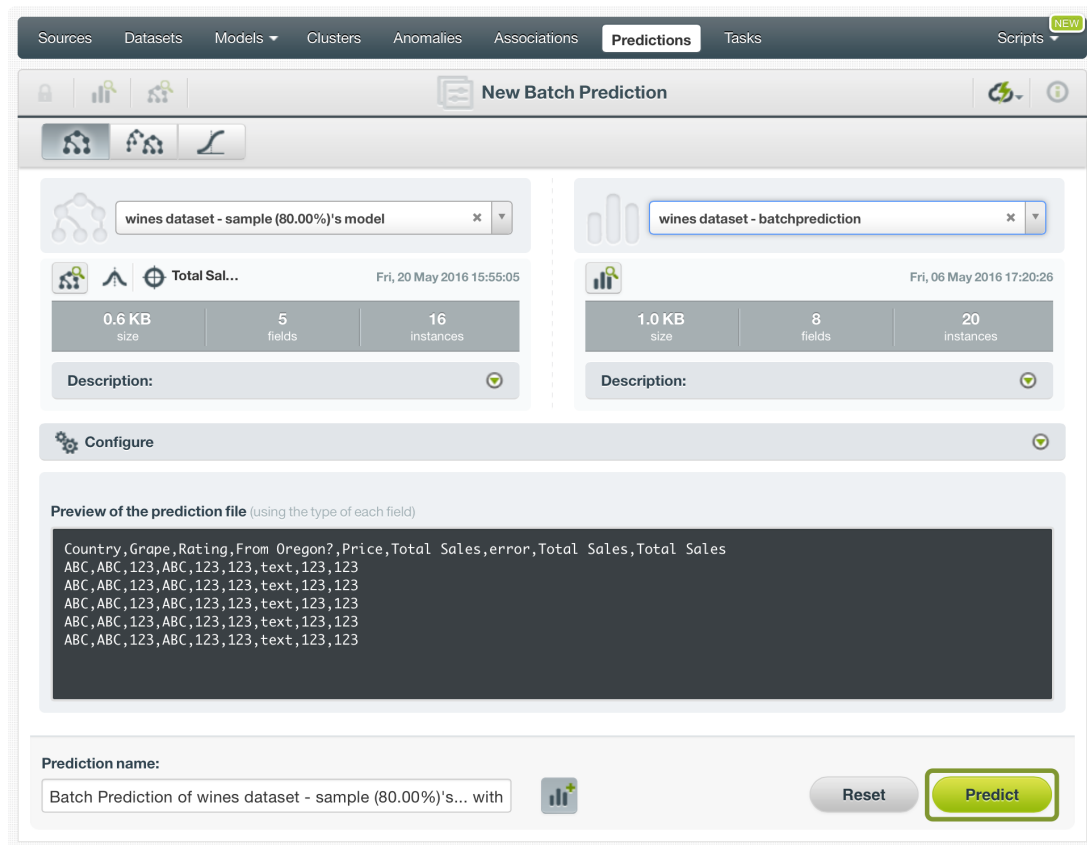 NEW
Sources Datasets Models Clusters Anomalies Associations Predictions Tasks Scripts
New Batch Prediction
wines dataset - sample (80.00%)'s model
wines dataset - batchprediction
Total Sal... Fri, 20 May 2016 15:55:05
Fri, 06 May 2016 17:20:26
0.6 KB 5 16
size fields instances
1.0 KB 8 20
size fields instances
Description:
Description:
Configure
Preview of the prediction file (using the type of each field)
Country,Grape,Rating,From Oregon?,Price,Total Sales,error,Total Sales,Total Sales
ABC,ABC,123,ABC,123,123,text,123,123
ABC,ABC,123,ABC,123,123,text,123,123
ABC,ABC,123,ABC,123,123,text,123,123
ABC,ABC,123,ABC,123,123,text,123,123
ABC,ABC,123,ABC,123,123,text,123,123
Prediction name:
Batch Prediction of wines dataset - sample (80.00%)'s... with
Reset Predict